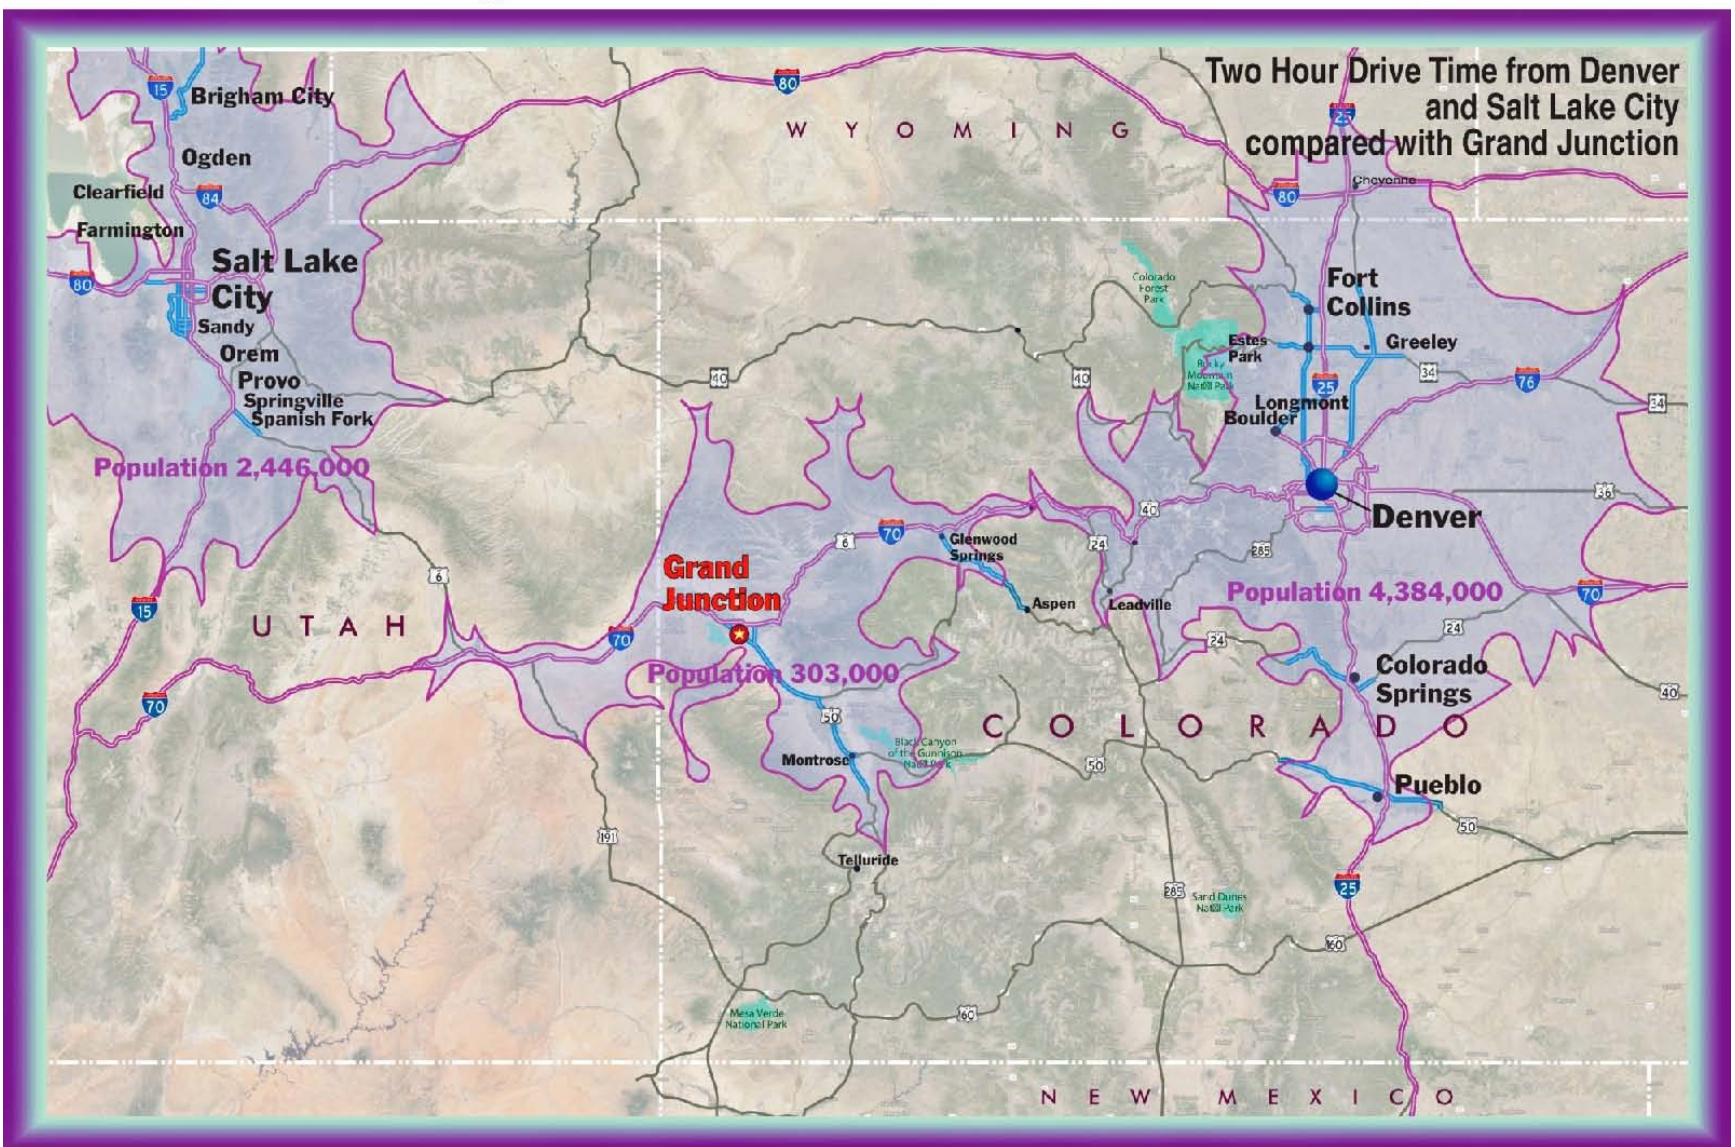 Two Hour Drive Time from Denver
and Salt Lake City
compared with Grand Junction
15
Brigham City
80
25
W Y O M I N G
Ogden
Clearfield
84
80
Cheyenne
Farmington
Salt Lake
City
80
Sandy
Orem
Provo
Springville
Spanish Fork
Population 2,446,000
40
40
Colorado
Forest
Park
Fort
Collins
Estes
Park
Greeley
Rocky
Mountain
25
34
76
34
Longmont
Boulder
36
Denver
40
285
24
6
70
Glenwood
Springs
Grand
Junction
Aspen
Leadville
Population 4,384,000
70
24
24
6
15
U T A H
70
70
Population 303,000
Colorado
Springs
40
C O L O R A D O
50
Black Canyon
of the Gunnison
Montrose
50
Pueblo
50
191
Telluride
25
285
Sand Dunes
160
160
Mesa Verde
National Park
N E W M E X I C O